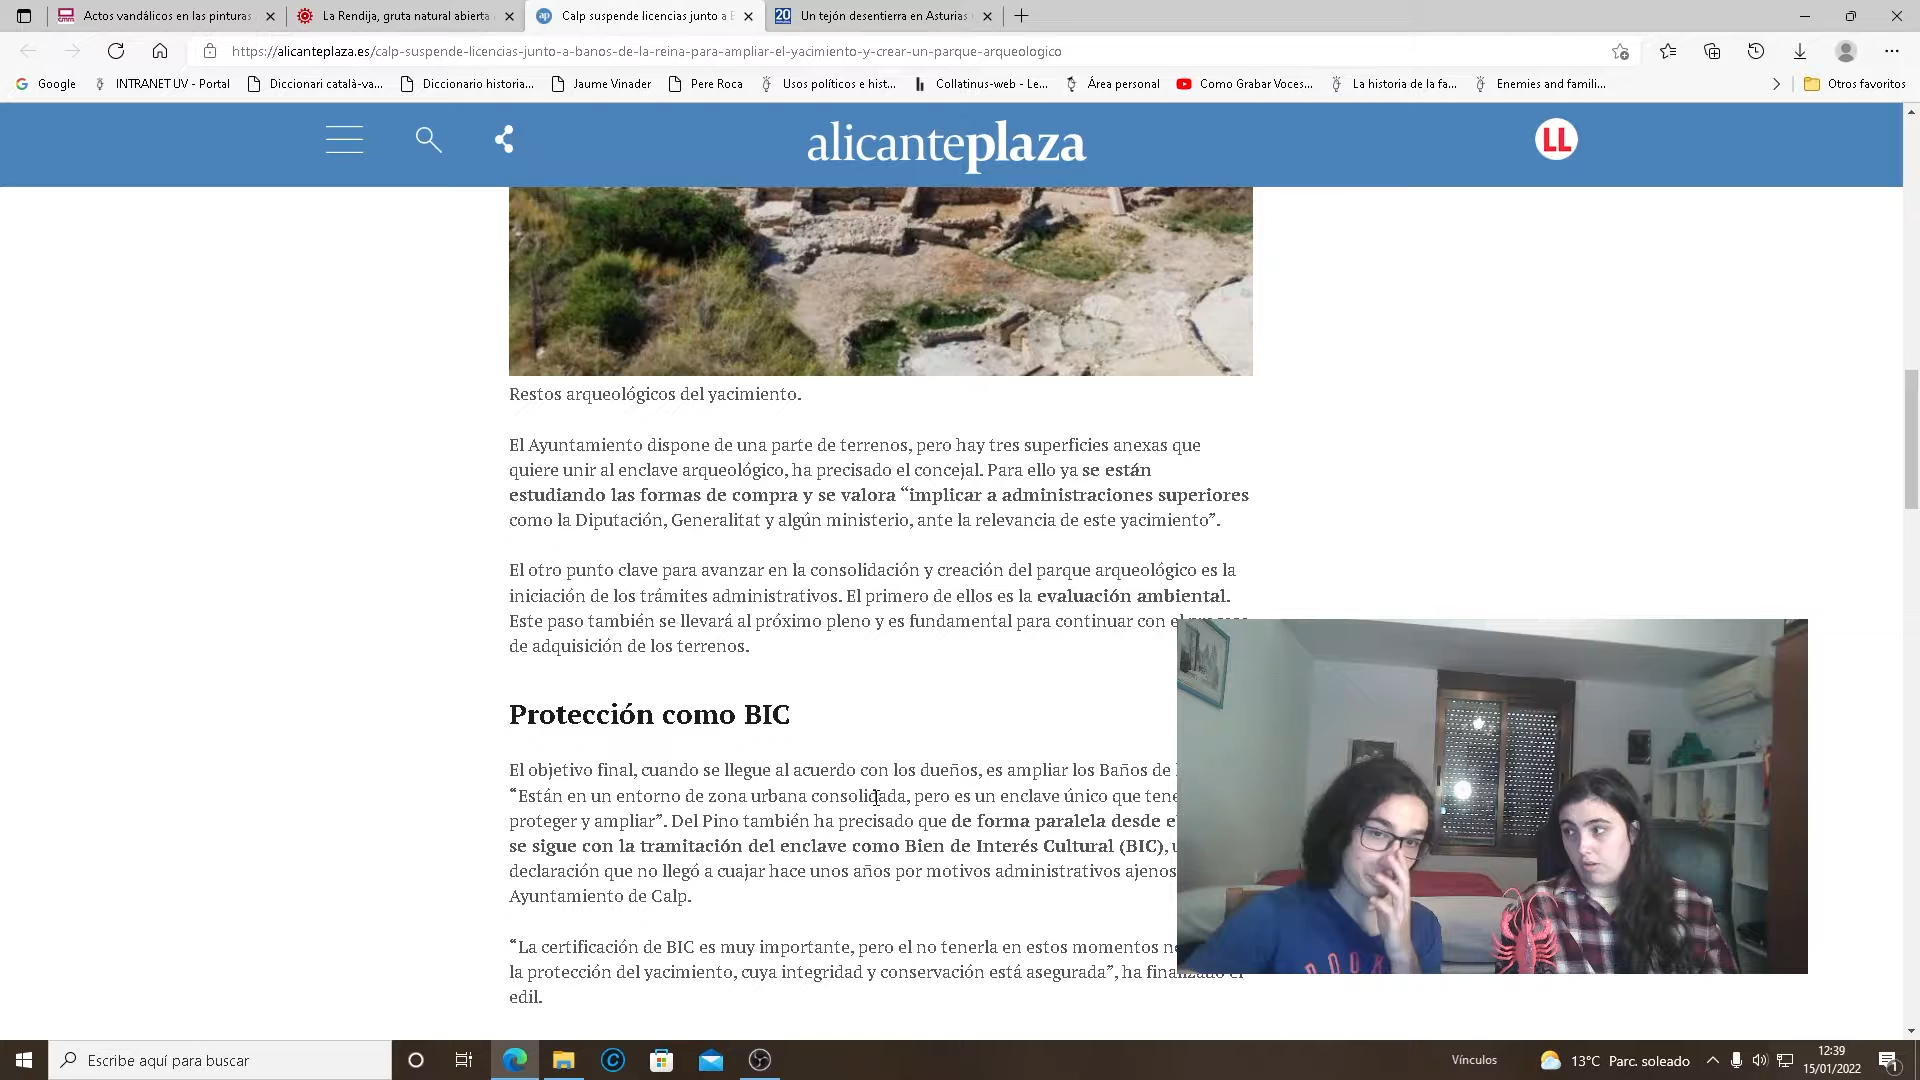 Actos vandálicos en las pinturas
La Rendija, gruta natural abierta
Calp suspende licencias junto a B
Un tejón desentierra en Asturias
https://alicanteplaza.es/calp-suspende-licencias-junto-a-banos-de-la-reina-para-ampliar-el-yacimiento-y-crear-un-parque-arqueologico
Google
INTRANET UV - Portal
Diccionari català-va...
Diccionario historia...
Jaume Vinader
Pere Roca
Usos políticos e hist...
Collatinus-web - Le...
Área personal
Como Grabar Voces...
La historia de la fa...
Enemies and famili...
Otros favoritos
alicanteplaza
LL
Restos arqueológicos del yacimiento.
El Ayuntamiento dispone de una parte de terrenos, pero hay tres superficies anexas que
quiere unir al enclave arqueológico, ha precisado el concejal. Para ello ya se están
estudiando las formas de compra y se valora “implicar a administraciones superiores
como la Diputación, Generalitat y algún ministerio, ante la relevancia de este yacimiento”.
El otro punto clave para avanzar en la consolidación y creación del parque arqueológico es la
iniciación de los trámites administrativos. El primero de ellos es la evaluación ambiental.
Este paso también se llevará al próximo pleno y es fundamental para continuar con el proceso
de adquisición de los terrenos.
Protección como BIC
El objetivo final, cuando se llegue al acuerdo con los dueños, es ampliar los Baños de
“Están en un entorno de zona urbana consolidada, pero es un enclave único que
proteger y ampliar”. Del Pino también ha precisado que de forma paralela desde
se sigue con la tramitación del enclave como Bien de Interés Cultural (BIC),
declaración que no llegó a cuajar hace unos años por motivos administrativos ajenos
Ayuntamiento de Calp.
“La certificación de BIC es muy importante, pero el no tenerla en estos momentos
la protección del yacimiento, cuya integridad y conservación está asegurada”, ha finalizado el
edil.
Escribe aquí para buscar
Vínculos
13°C Parc. soleado
12:39
15/01/2022